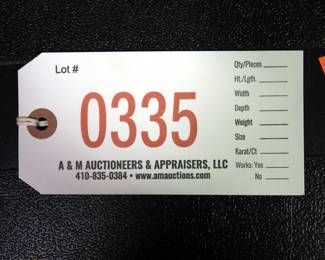 Lot #
0335
A & M AUCTIONEERS & APPRAISERS, LLC
410-835-0384 • www.amauctions.com
Qty/Pieces
Ht./Lgth.
Width
Depth
Weight
Size
Karat/Ct.
Works: Yes
No